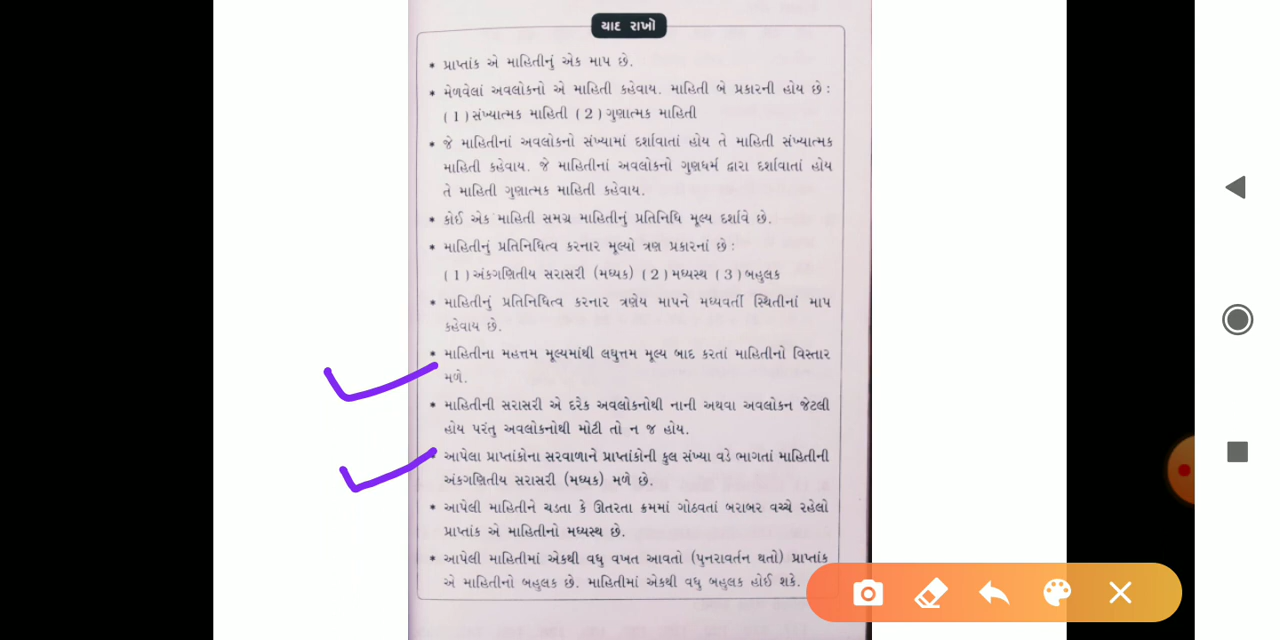 યાદ રાખો
* પ્રાપ્તાંક એ માહિતીનું એક માપ છે.
* મેળવેલાં અવલોકનો એ માહિતી કહેવાય. માહિતી બે પ્રકારની હોય છે :
(1) સંખ્યાત્મક માહિતી (2) ગુણાત્મક માહિતી
* જે માહિતીનાં અવલોકનો સંખ્યામાં દર્શાવાતાં હોય તે માહિતી સંખ્યાત્મક
માહિતી કહેવાય. જે માહિતીનાં અવલોકનો ગુણધર્મ દ્વારા દર્શાવાતાં હોય
તે માહિતી ગુણાત્મક માહિતી કહેવાય.
* કોઈ એક માહિતી સમગ્ર માહિતીનું પ્રતિનિધિ મૂલ્ય દર્શાવે છે.
* માહિતીનું પ્રતિનિધિત્વ કરનાર મૂલ્યો ત્રણ પ્રકારનાં છે :
(1) અંકગણિતીય સરાસરી (મધ્યક) (2) મધ્યસ્થ (3) બહુલક
* માહિતીનું પ્રતિનિધિત્વ કરનાર ત્રણેય માપને મધ્યવર્તી સ્થિતીનાં માપ
કહેવાય છે.
* માહિતીના મહત્તમ મૂલ્યમાંથી લઘુત્તમ મૂલ્ય બાદ કરતાં માહિતીનો વિસ્તાર
મળે.
* માહિતીની સરાસરી એ દરેક અવલોકનોથી નાની અથવા અવલોકન જેટલી
હોય પરંતુ અવલોકનોથી મોટી તો ન જ હોય.
* આપેલા પ્રાપ્તાંકોના સરવાળાને પ્રાપ્તાંકોની કુલ સંખ્યા વડે ભાગતાં માહિતીની
અંકગણિતીય સરાસરી (મધ્યક) મળે છે.
* આપેલી માહિતીને ચડતા કે ઊતરતા ક્રમમાં ગોઠવતાં બરાબર વચ્ચે રહેલો
પ્રાપ્તાંક એ માહિતીનો મધ્યસ્થ છે.
* આપેલી માહિતીમાં એકથી વધુ વખત આવતો (પુનરાવર્તન થતો) પ્રાપ્તાંક
એ માહિતીનો બહુલક છે. માહિતીમાં એકથી વધુ બહુલક હોઈ શકે.